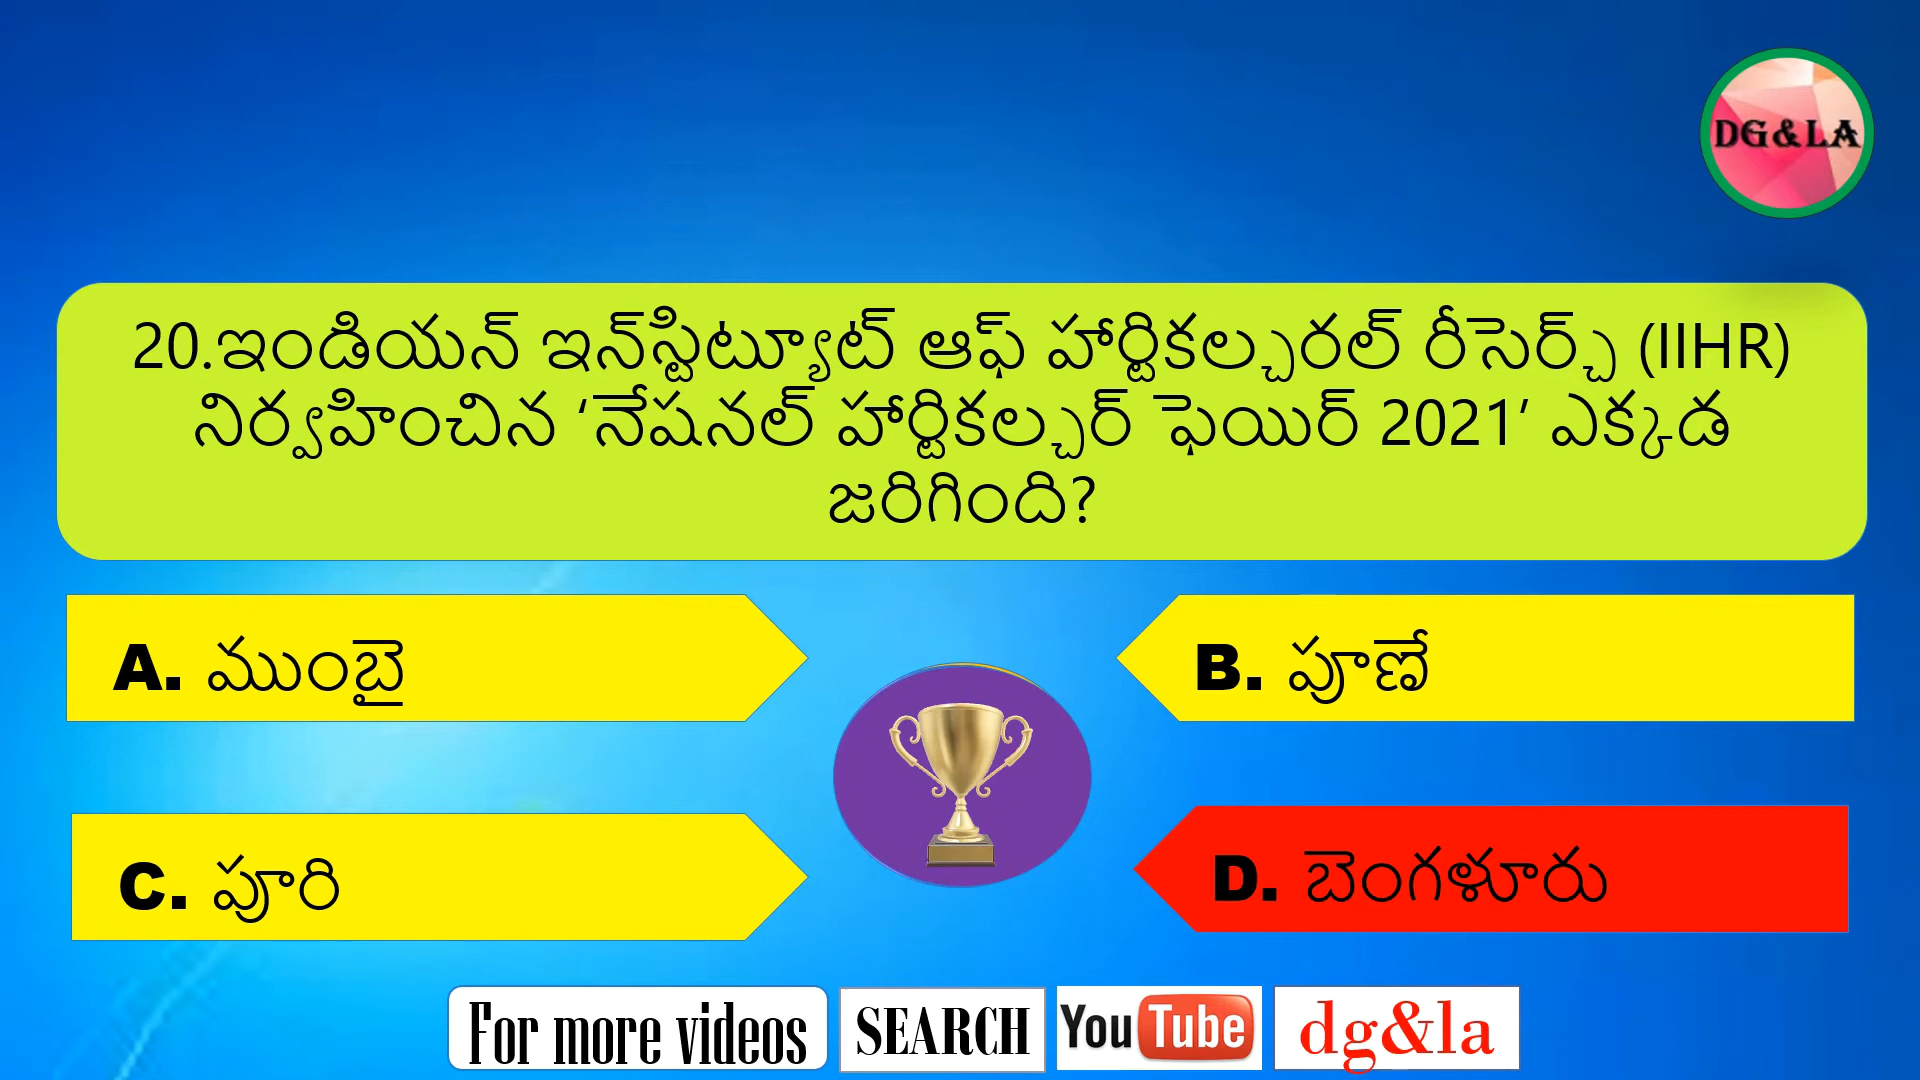 DG&LA
20.ఇండియన్ ఇన్‌స్టిట్యూట్ ఆఫ్ హార్టికల్చరల్ రీసెర్చ్ (IIHR)
నిర్వహించిన ‘నేషనల్ హార్టికల్చర్ ఫెయిర్ 2021’ ఎక్కడ
జరిగింది?
A. ముంబై
B. పూణే
C. పూరి
D. బెంగళూరు
For more videos SEARCH YouTube dg&la